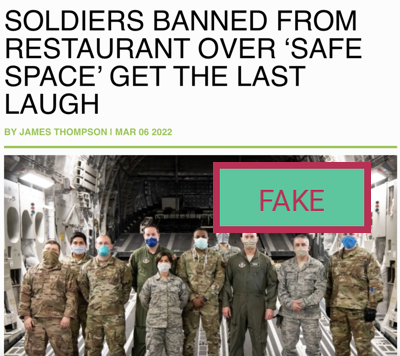 SOLDIERS BANNED FROM
RESTAURANT OVER ‘SAFE
SPACE’ GET THE LAST
LAUGH
BY JAMES THOMPSON | MAR 06 2022
FAKE